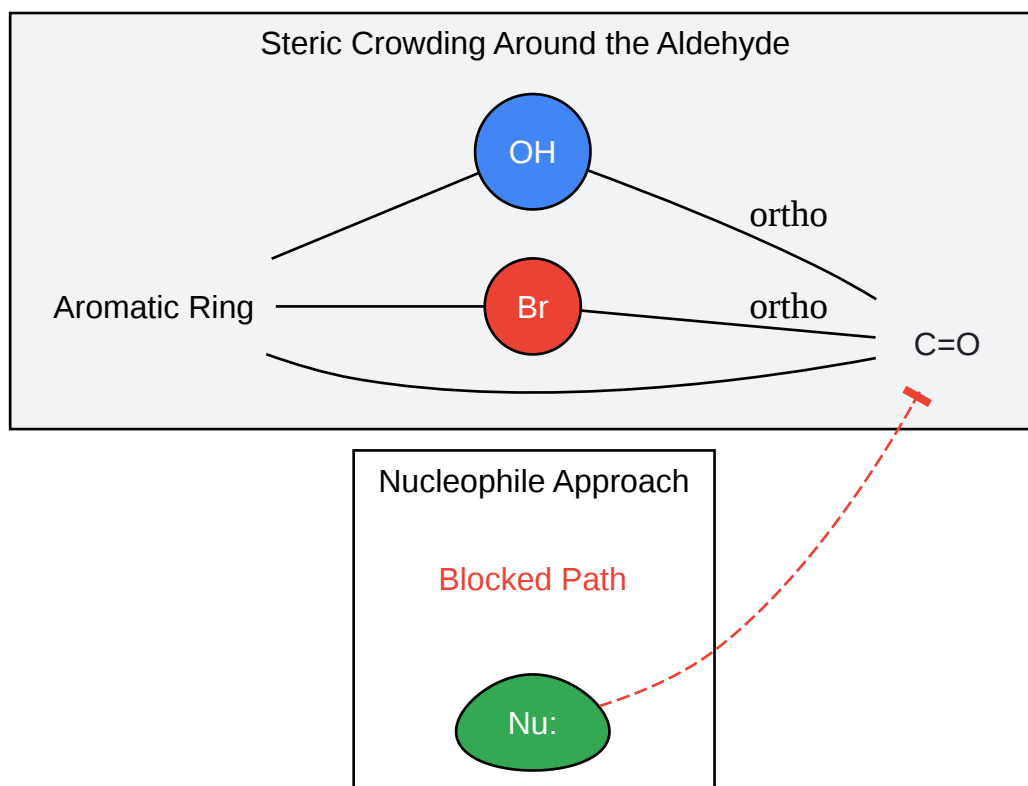 Steric Crowding Around the Aldehyde
OH
ortho
Aromatic Ring
Br
ortho
C=O
Nucleophile Approach
Blocked Path
Nu: